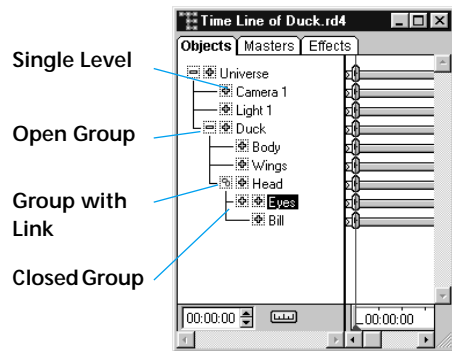 Time Line of Duck.rd4
Objects Masters Effects
Single Level
Universe
Camera 1
Light 1
Open Group
Duck
Body
Wings
Group with
Link
Head
Eyes
Bill
Closed Group
00:00:00
00:00:00